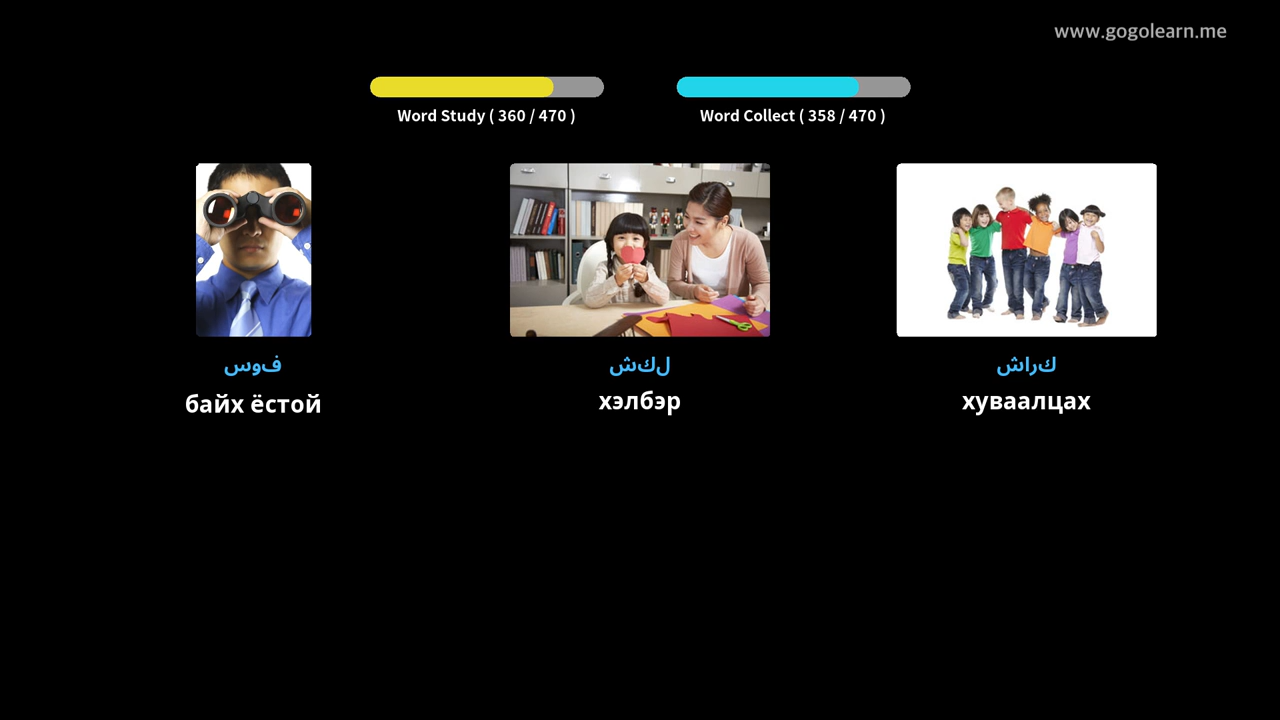 www.gogolearn.me
Word Study ( 360 / 470 )
Word Collect ( 358 / 470 )
فوس
байх ёстой
لكش
хэлбэр
كراش
хуваалцах